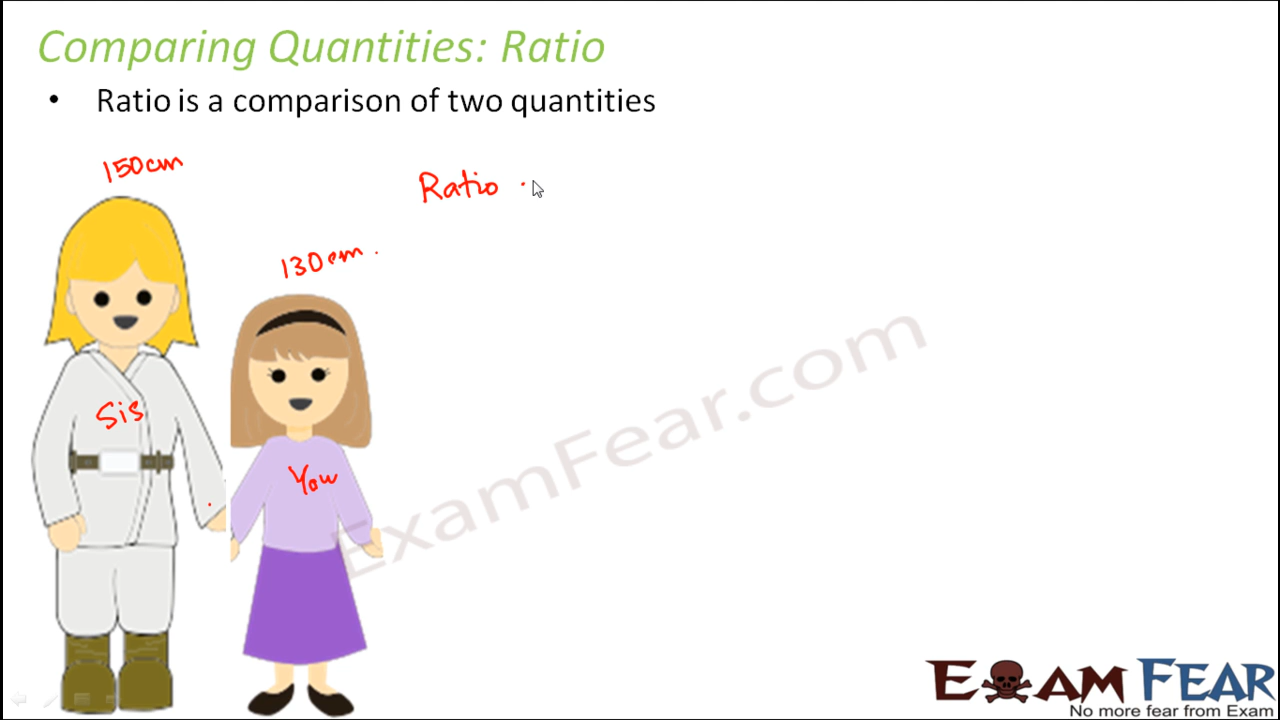 Comparing Quantities: Ratio
• Ratio is a comparison of two quantities
150cm
Ratio
130cm.
Sis
You
ExamFear.com
EXAM FEAR
No more fear from Exam